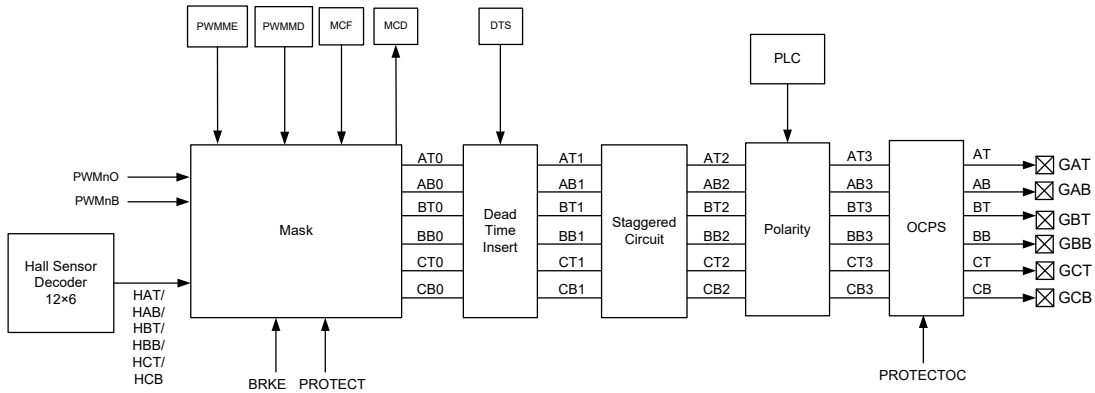 PWMME
PWMMD
MCF
MCD
DTS
PLC
PWMnO
PWMnB
Hall Sensor
Decoder
12×6
HAT/
HAB/
HBT/
HBB/
HCT/
HCB
Mask
BRKE
PROTECT
AT0
AB0
BT0
BB0
CT0
CB0
Dead
Time
Insert
AT1
AB1
BT1
BB1
CT1
CB1
Staggered
Circuit
AT2
AB2
BT2
BB2
CT2
CB2
Polarity
AT3
AB3
BT3
BB3
CT3
CB3
OCPS
PROTECTOC
AT
AB
BT
BB
CT
CB
GAT
GAB
GBT
GBB
GCT
GCB